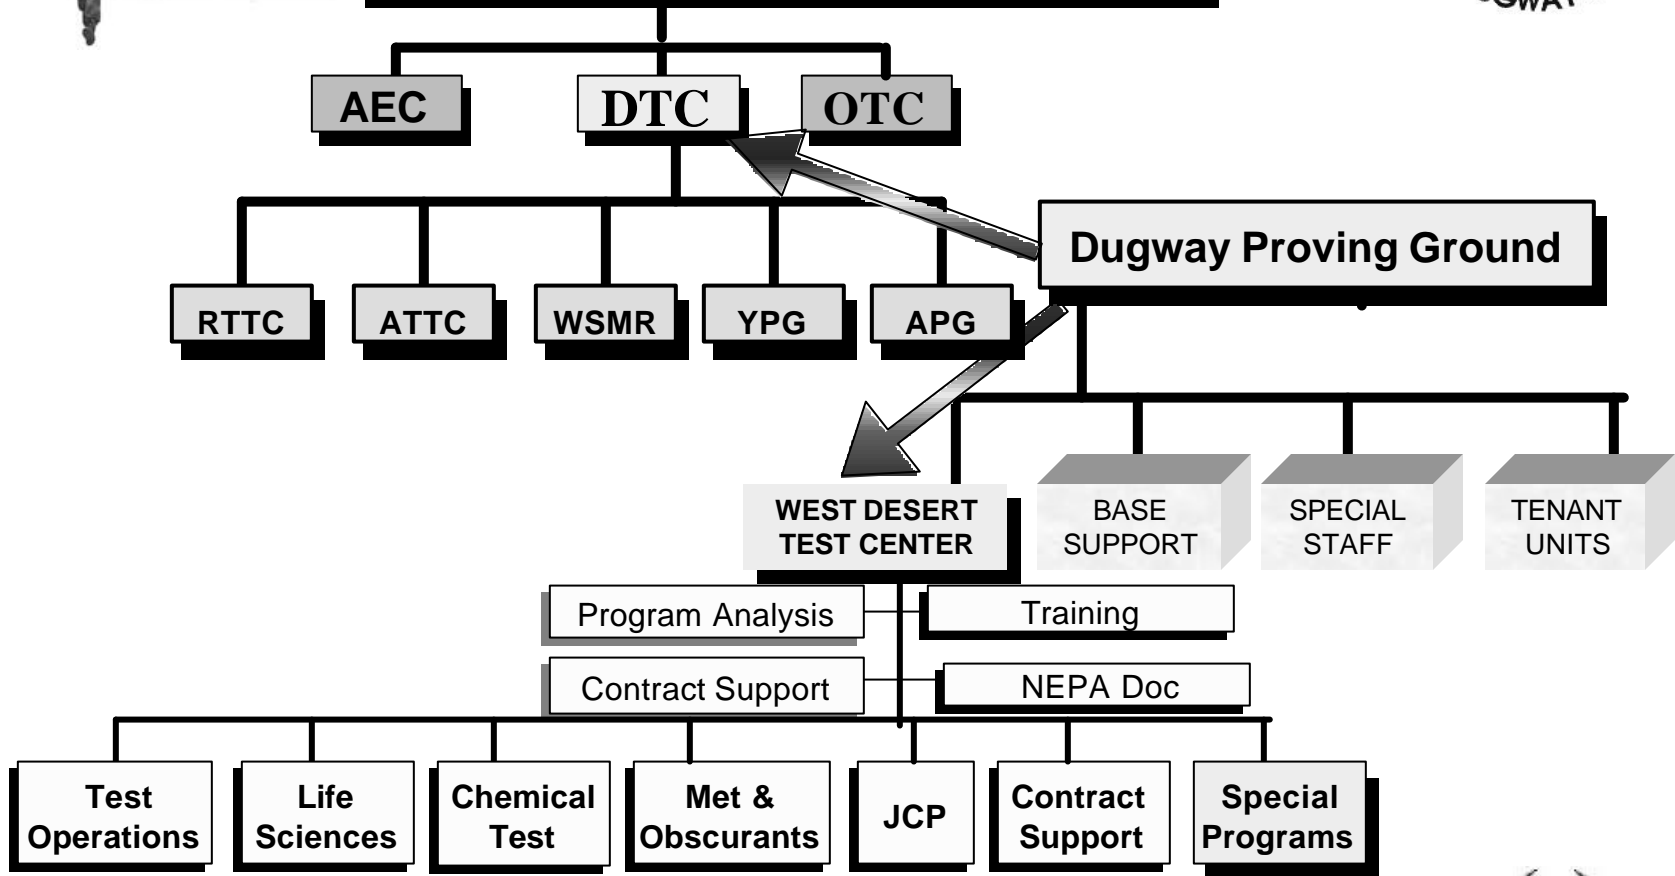 AEC
DTC
OTC
Dugway Proving Ground
RTTC
ATTC
WSMR
YPG
APG
WEST DESERT
TEST CENTER
BASE
SUPPORT
SPECIAL
STAFF
TENANT
UNITS
Program Analysis
Training
Contract Support
NEPA Doc
Test
Operations
Life
Sciences
Chemical
Test
Met &
Obscurants
JCP
Contract
Support
Special
Programs